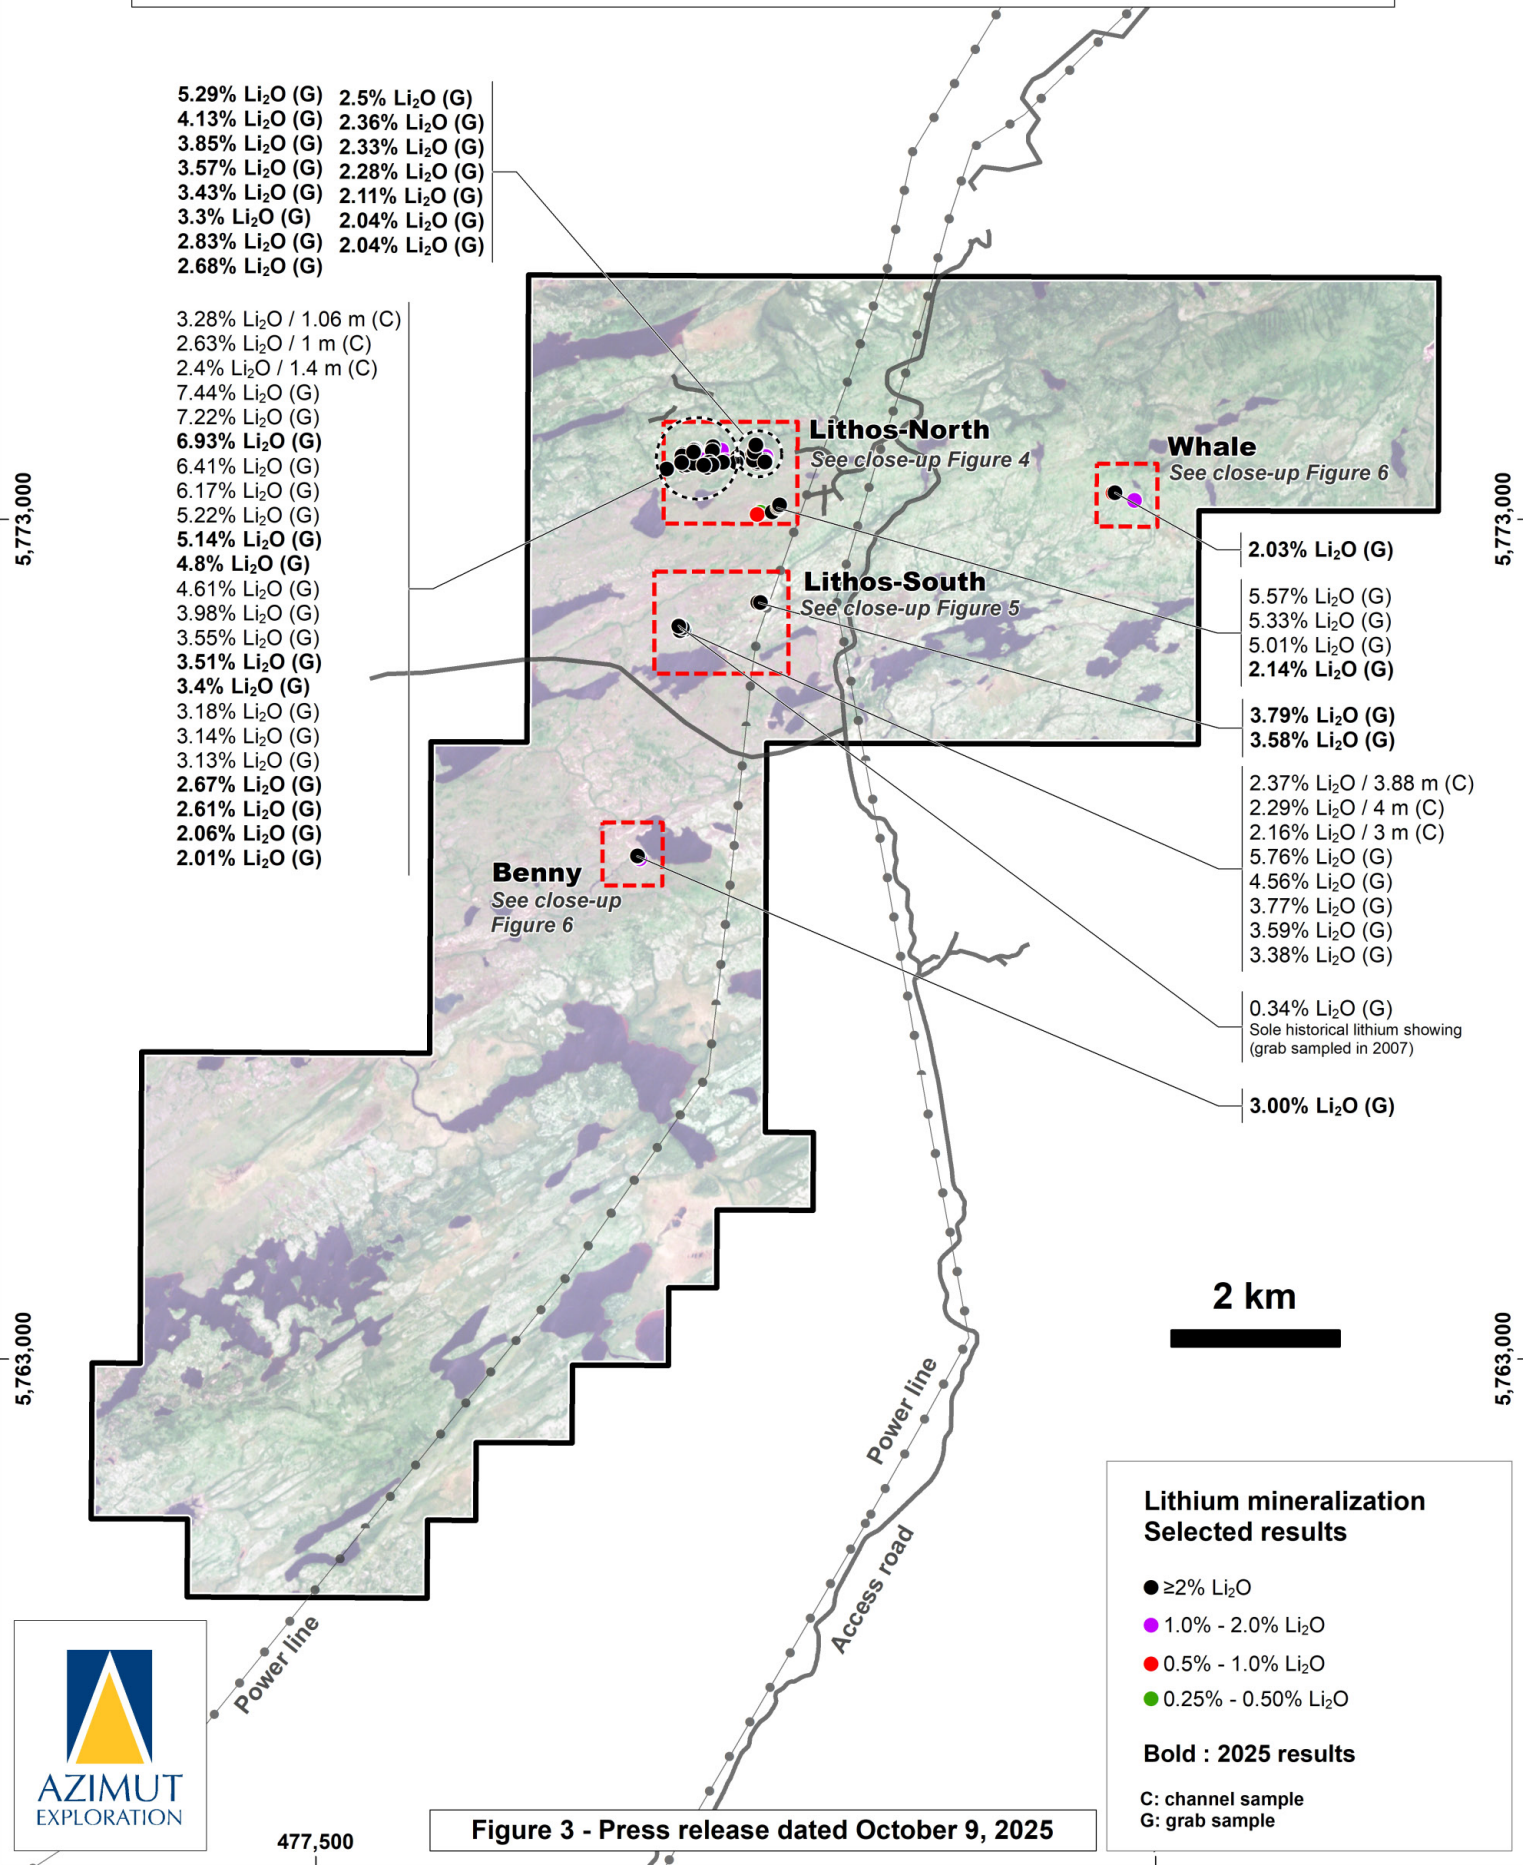 5.29% Li₂O (G)
4.13% Li₂O (G)
3.85% Li₂O (G)
3.57% Li₂O (G)
3.43% Li₂O (G)
3.3% Li₂O (G)
2.83% Li₂O (G)
2.68% Li₂O (G)
2.5% Li₂O (G)
2.36% Li₂O (G)
2.33% Li₂O (G)
2.28% Li₂O (G)
2.11% Li₂O (G)
2.04% Li₂O (G)
2.04% Li₂O (G)
3.28% Li₂O / 1.06 m (C)
2.63% Li₂O / 1 m (C)
2.4% Li₂O / 1.4 m (C)
7.44% Li₂O (G)
7.22% Li₂O (G)
6.93% Li₂O (G)
6.41% Li₂O (G)
6.17% Li₂O (G)
5.22% Li₂O (G)
5.14% Li₂O (G)
4.8% Li₂O (G)
4.61% Li₂O (G)
3.98% Li₂O (G)
3.55% Li₂O (G)
3.51% Li₂O (G)
3.4% Li₂O (G)
3.18% Li₂O (G)
3.14% Li₂O (G)
3.13% Li₂O (G)
2.67% Li₂O (G)
2.61% Li₂O (G)
2.06% Li₂O (G)
2.01% Li₂O (G)
5,773,000
5,773,000
Lithos-North
See close-up Figure 4
Whale
See close-up Figure 6
Lithos-South
See close-up Figure 5
Benny
See close-up
Figure 6
2.03% Li₂O (G)
5.57% Li₂O (G)
5.33% Li₂O (G)
5.01% Li₂O (G)
2.14% Li₂O (G)
3.79% Li₂O (G)
3.58% Li₂O (G)
2.37% Li₂O / 3.88 m (C)
2.29% Li₂O / 4 m (C)
2.16% Li₂O / 3 m (C)
5.76% Li₂O (G)
4.56% Li₂O (G)
3.77% Li₂O (G)
3.59% Li₂O (G)
3.38% Li₂O (G)
0.34% Li₂O (G)
Sole historical lithium showing
(grab sampled in 2007)
3.00% Li₂O (G)
2 km
5,763,000
5,763,000
Power line
Access road
Power line
Lithium mineralization
Selected results
≥2% Li₂O
1.0% - 2.0% Li₂O
0.5% - 1.0% Li₂O
0.25% - 0.50% Li₂O
Bold : 2025 results
C: channel sample
G: grab sample
AZIMUT
EXPLORATION
477,500
Figure 3 - Press release dated October 9, 2025